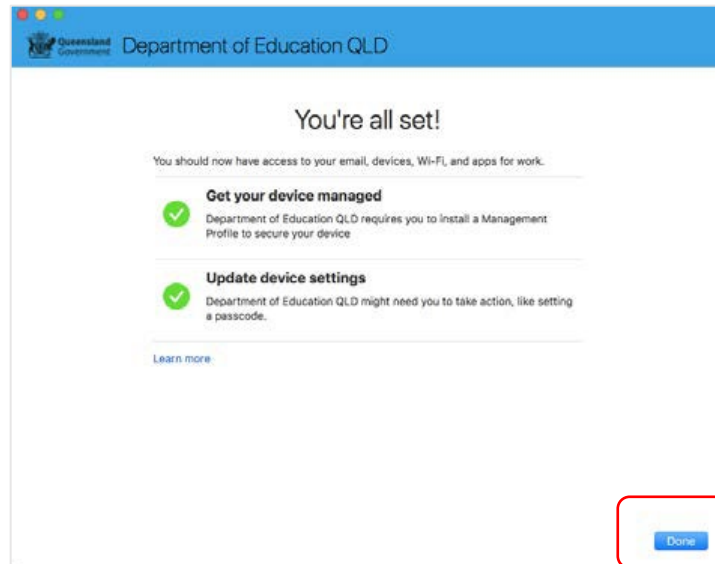 Queensland
Government
Department of Education QLD
You're all set!
You should now have access to your email, devices, Wi-Fi, and apps for work.
Get your device managed
Department of Education QLD requires you to install a Management
Profile to secure your device
Update device settings
Department of Education QLD might need you to take action, like setting
a passcode.
Learn more
Done